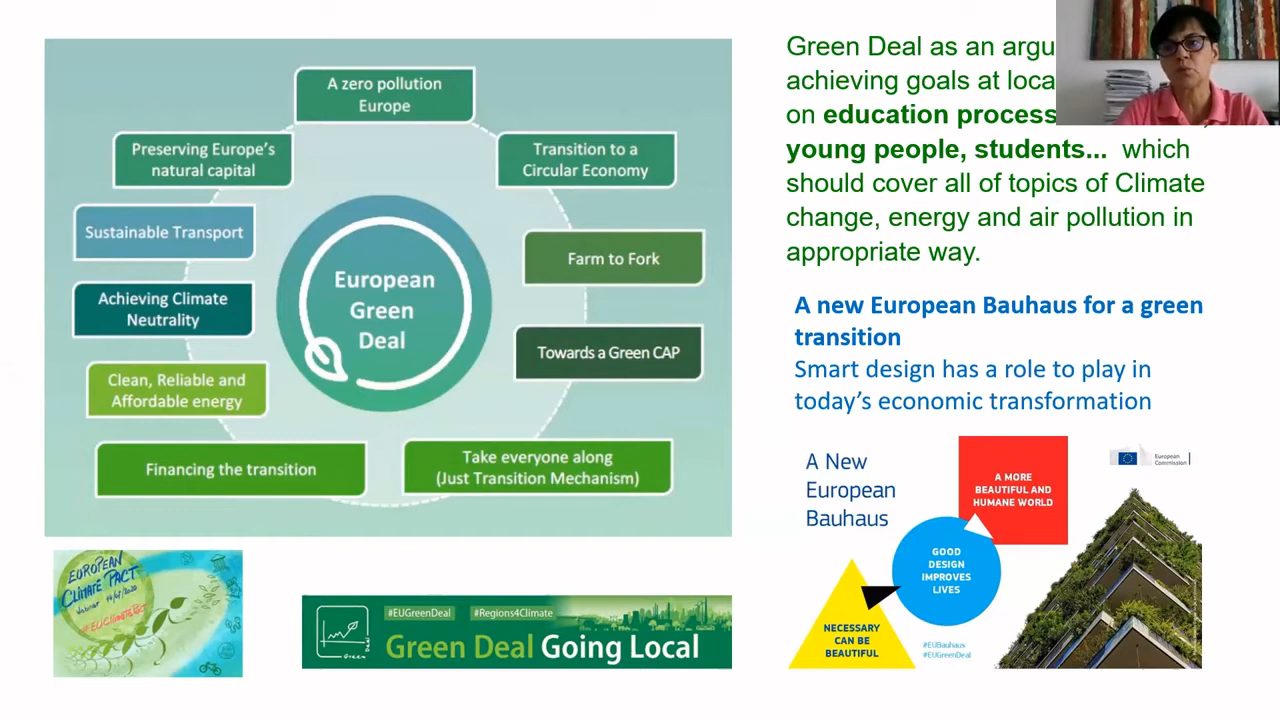 A zero pollution
Europe
Preserving Europe's
natural capital
Transition to a
Circular Economy
Sustainable Transport
Farm to Fork
European
Green
Deal
Achieving Climate
Neutrality
Towards a Green CAP
Clean, Reliable and
Affordable energy
Financing the transition
Take everyone along
(Just Transition Mechanism)
EUROPEAN
CLIMATE PACT
#EUClimatePact
#EUGreenDeal
#Regions4Climate
Green Deal Going Local
Green Deal as an
achieving goals at
on education process
young people, students... which
should cover all of topics of Climate
change, energy and air pollution in
appropriate way.
A new European Bauhaus for a green
transition
Smart design has a role to play in
today's economic transformation
A New
European
Bauhaus
A MORE
BEAUTIFUL AND
HUMANE WORLD
GOOD
DESIGN
IMPROVES
LIVES
NECESSARY
CAN BE
BEAUTIFUL
#EUBauhaus
#EUGreenDeal
European
Commission